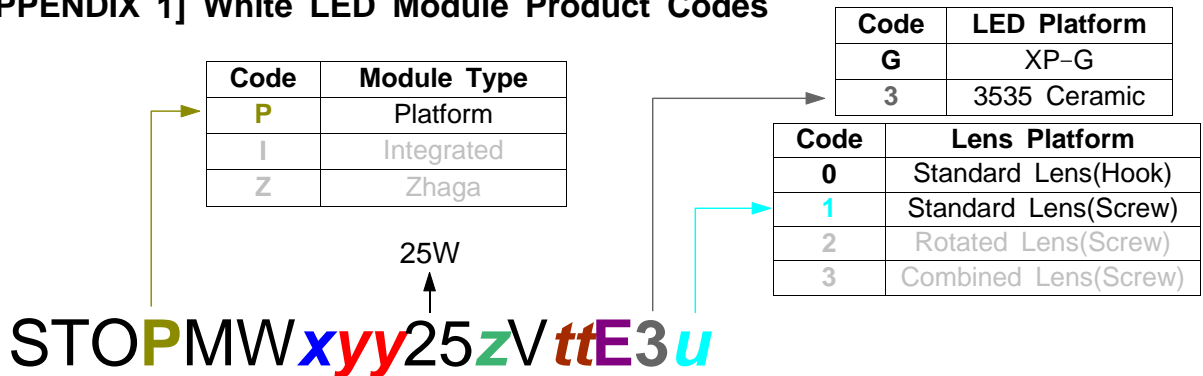 PPENDIX 1] White LED Module Product Codes
Code LED Platform
G XP-G
3 3535 Ceramic
Code Module Type
P Platform
I Integrated
Z Zhaga
Code Lens Platform
0 Standard Lens(Hook)
1 Standard Lens(Screw)
2 Rotated Lens(Screw)
3 Combined Lens(Screw)
25W
STOPMWxyy25zVttE3u